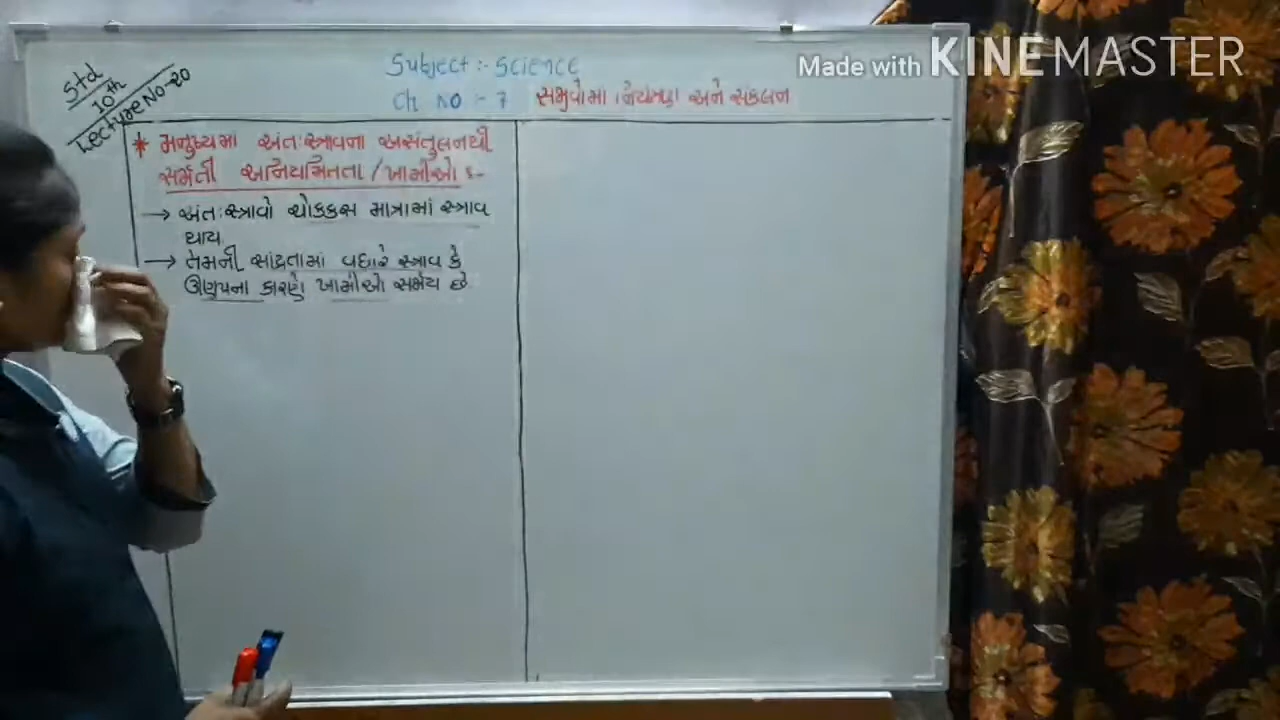 Std
10th
Lecture No-20
Subject :- Science
Ch No :- 7 સજીવોમાં નિયંત્રણ અને સંકલન
Made with KINEMASTER
* મનુષ્યમાં અંતઃસ્ત્રાવના અસંતુલનથી
સર્જાતી અનિયમિતતા / ખામીઓ :-
→ અંતઃસ્ત્રાવો ચોક્કસ માત્રામાં સ્ત્રાવ
થાય
→ તેમની સાંદ્રતામાં વધારે સ્ત્રાવ કે
ઊણપના કારણે ખામીઓ સર્જાય છે